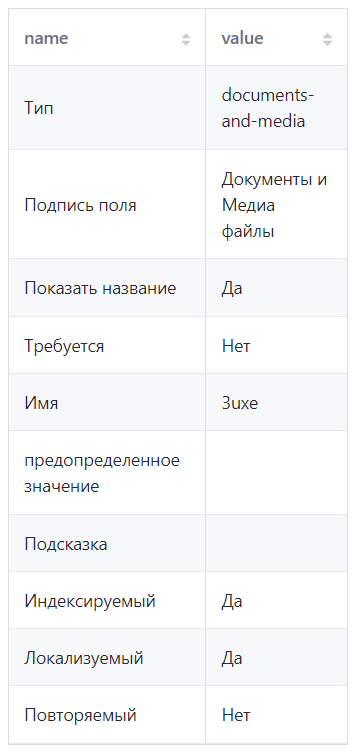 name value
Тип documents-
and-media
Подпись поля Документы и
Медиа
файлы
Показать название Да
Требуется Нет
Имя 3uxe
предопределенное
значение
Подсказка
Индексируемый Да
Локализуемый Да
Повторяемый Нет